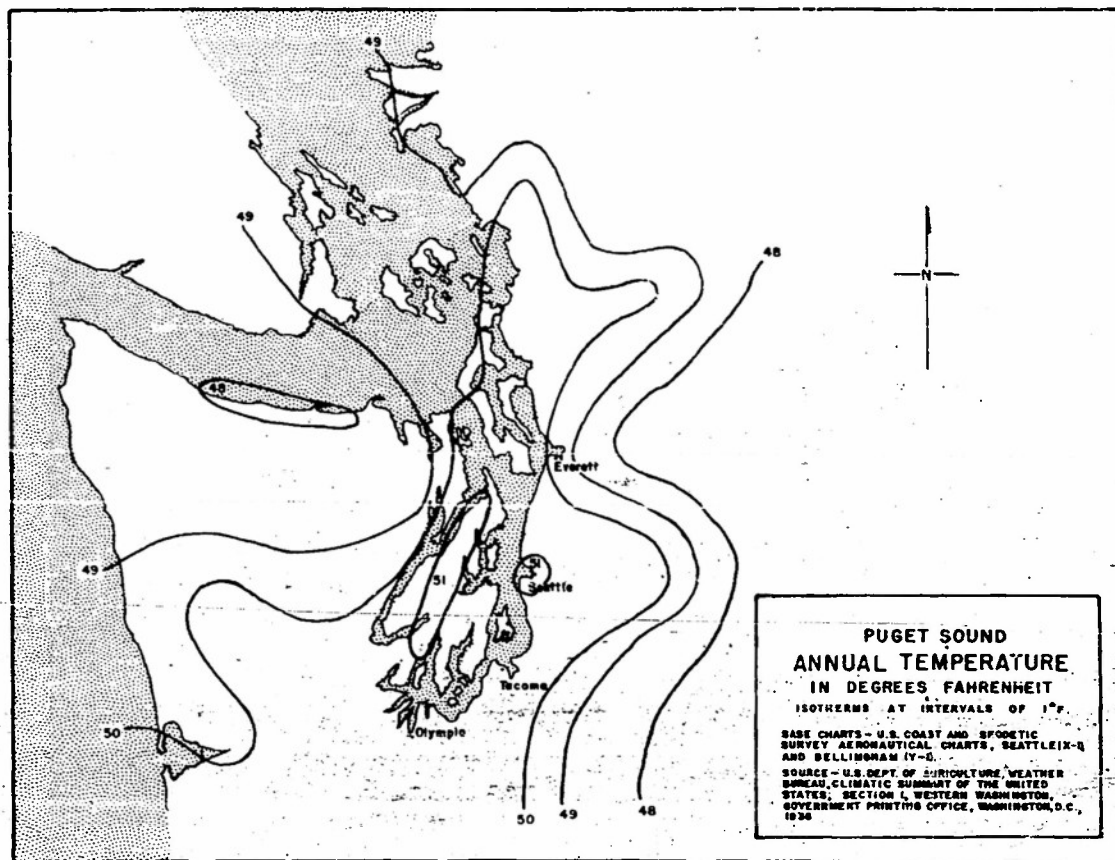 49
49
48
N
48
Everett
51
49
51
Seattle
Tacoma
Olympia
50
50
49
48
PUGET SOUND
ANNUAL TEMPERATURE
IN DEGREES FAHRENHEIT
ISOTHERMS AT INTERVALS OF 1°F.
BASE CHARTS - U.S. COAST AND GEODETIC
SURVEY AERONAUTICAL CHARTS, SEATTLE (X-1)
AND BELLINGHAM (Y-1).
SOURCE - U.S. DEPT. OF AGRICULTURE, WEATHER
BUREAU, CLIMATIC SUMMARY OF THE UNITED
STATES; SECTION 1, WESTERN WASHINGTON,
GOVERNMENT PRINTING OFFICE, WASHINGTON, D.C.,
1936